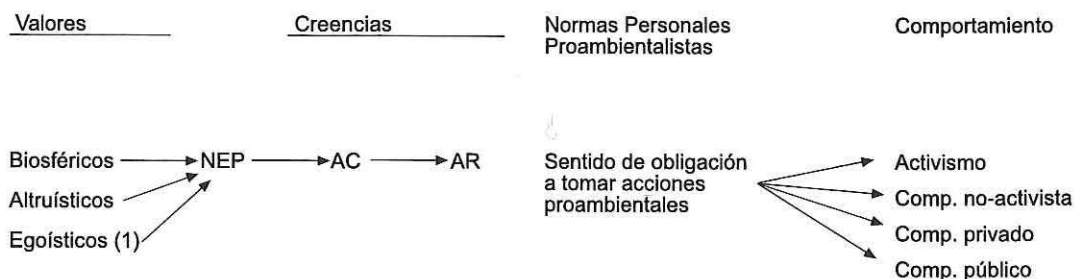 Valores
Creencias
Normas Personales
Proambientalistas
Comportamiento
Biosféricos
NEP
AC
AR
Altruísticos
Egoísticos (1)
Sentido de obligación
a tomar acciones
proambientales
Activismo
Comp. no-activista
Comp. privado
Comp. público